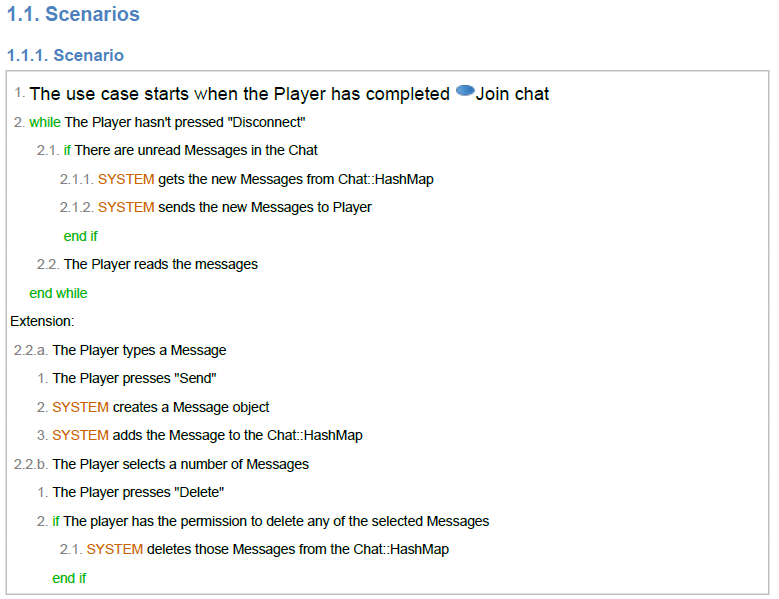 1.1. Scenarios
1.1.1. Scenario
1. The use case starts when the Player has completed Join chat
2. while The Player hasn't pressed "Disconnect"
2.1. if There are unread Messages in the Chat
2.1.1. SYSTEM gets the new Messages from Chat::HashMap
2.1.2. SYSTEM sends the new Messages to Player
end if
2.2. The Player reads the messages
end while
Extension:
2.2.a. The Player types a Message
1. The Player presses "Send"
2. SYSTEM creates a Message object
3. SYSTEM adds the Message to the Chat::HashMap
2.2.b. The Player selects a number of Messages
1. The Player presses "Delete"
2. if The player has the permission to delete any of the selected Messages
2.1. SYSTEM deletes those Messages from the Chat::HashMap
end if